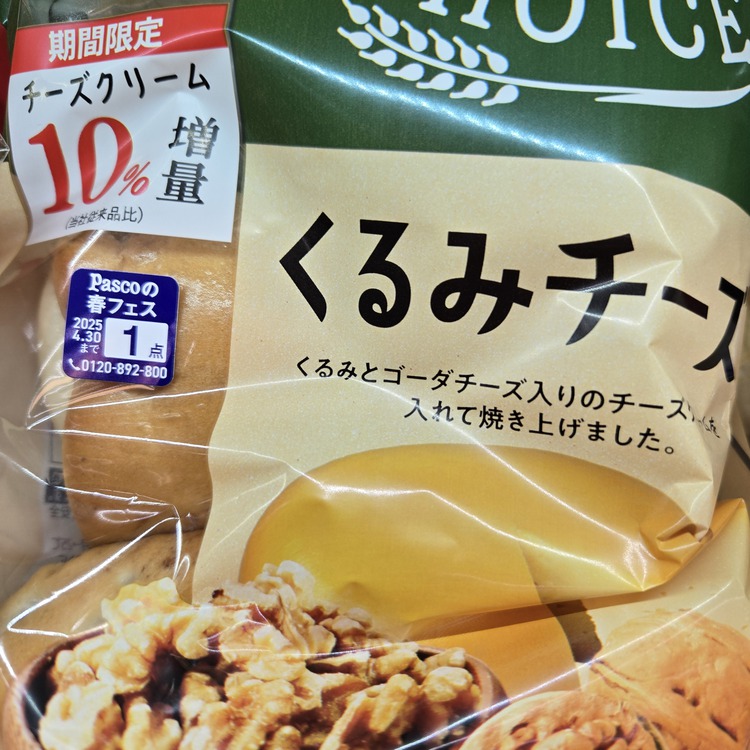 期間限定
チーズクリーム
10%
増量
(当社従来品比)
Pascoの
春フェス
2025
4.30
まで
1点
0120-892-800
くるみチーズ
くるみとゴーダチーズ入りのチーズ
入れて焼き上げました。